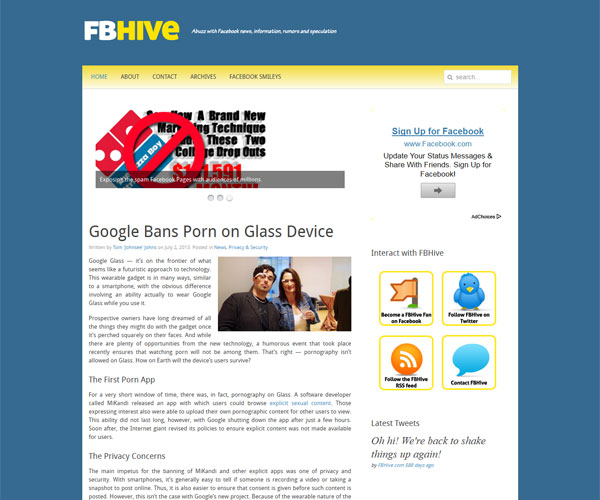 FBHIVE
Abuzz with Facebook news, information, rumors and speculation
HOME ABOUT CONTACT ARCHIVES FACEBOOK SMILEYS
search...
A Brand New
Technique
These Two
College Drop Outs
Exposing the spam Facebook Pages with audiences of millions.
Sign Up for Facebook
www.Facebook.com
Update Your Status Messages &
Share With Friends. Sign Up for
Facebook!
AdChoices
Google Bans Porn on Glass Device
Written by Tom 'Johnsee' Johns on July 2, 2013. Posted in News, Privacy & Security
Google Glass — it's on the frontier of what
seems like a futuristic approach to technology.
This wearable gadget is in many ways, similar
to a smartphone, with the obvious difference
involving an ability actually to wear Google
Glass while you use it.
Prospective owners have long dreamed of all
the things they might do with the gadget once
it's perched squarely on their faces. And while
there are plenty of opportunities from the new technology, a humorous event that took place
recently ensures that watching porn will not be among them. That's right — pornography isn't
allowed on Glass. How on Earth will the device's users survive?
The First Porn App
For a very short window of time, there was, in fact, pornography on Glass. A software developer
called MiKandi released an app with which users could browse explicit sexual content. Those
expressing interest also were able to upload their own pornographic content for other users to view.
This ability did not last long, however, with Google shutting down the app after just a few hours.
Soon after, the Internet giant revised its policies to ensure explicit content was not made available
for users.
The Privacy Concerns
The main impetus for the banning of MiKandi and other explicit apps was one of privacy and
security. With smartphones, it's generally easy to tell if someone is recording a video or taking a
snapshot to post online. Thus, it is also easier to ensure that consent is given before such content is
posted. However, this isn't the case with Google's new project. Because of the wearable nature of the
Interact with FBHive
Become a FBHive Fan
on Facebook
Follow FBHive on
Twitter
Follow the FBHive
RSS feed
Contact FBHive
Latest Tweets
Oh hi! We're back to shake
things up again!
by FBHive.com 588 days ago